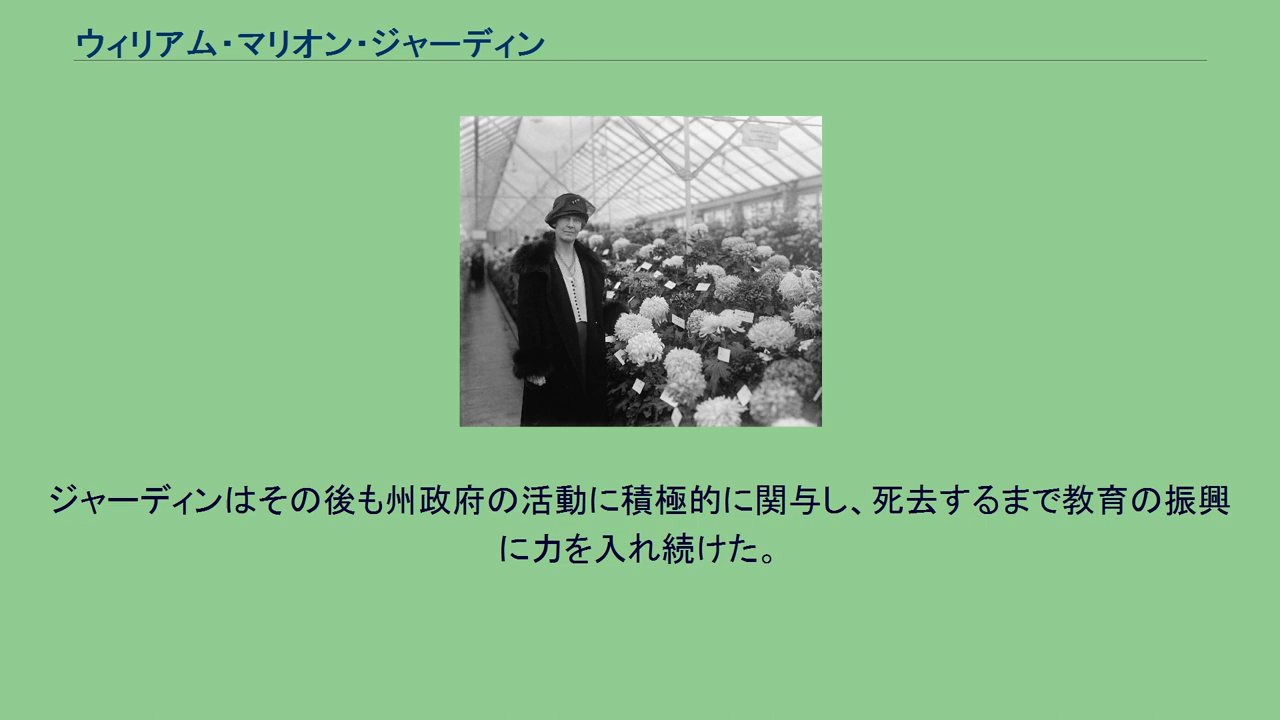 ウィリアム・マリオン・ジャーディン
ジャーディンはその後も州政府の活動に積極的に関与し、死去するまで教育の振興
に力を入れ続けた。